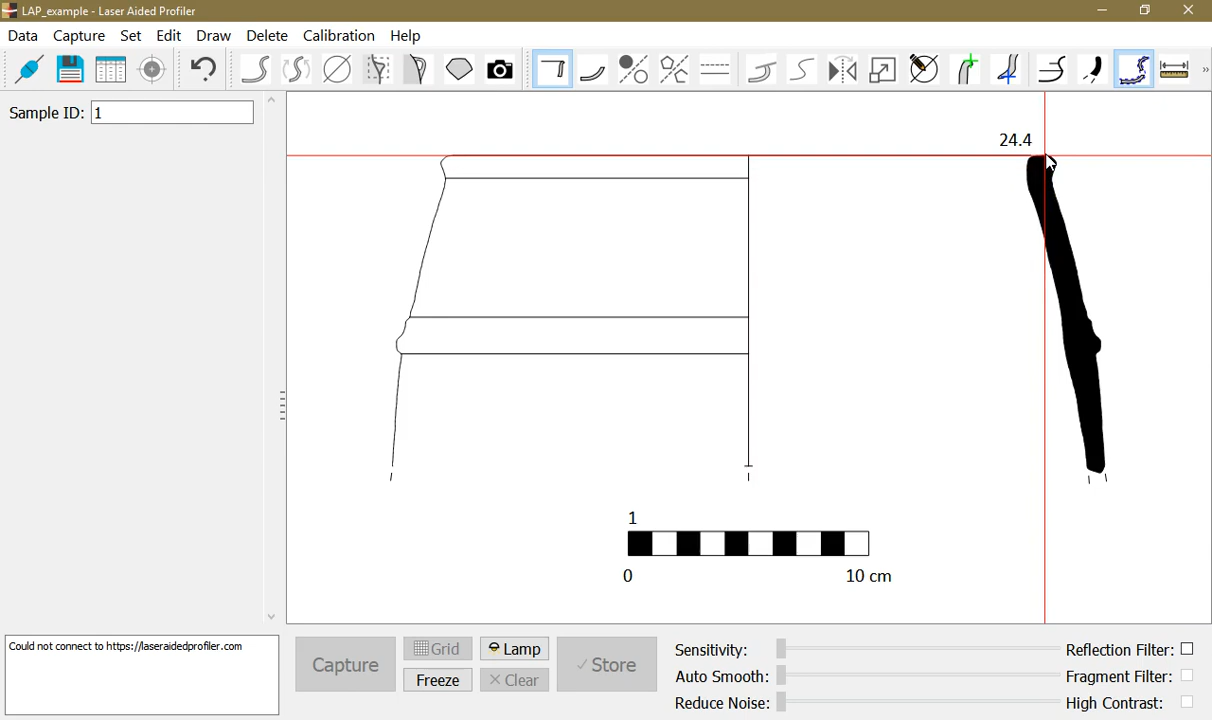 LAP_example - Laser Aided Profiler
Data Capture Set Edit Draw Delete Calibration Help
Sample ID: 1
24.4
1
0 10 cm
Could not connect to https://laseraidedprofiler.com
Capture Grid Lamp Store
Freeze Clear
Sensitivity: Reflection Filter:
Auto Smooth: Fragment Filter:
Reduce Noise: High Contrast: